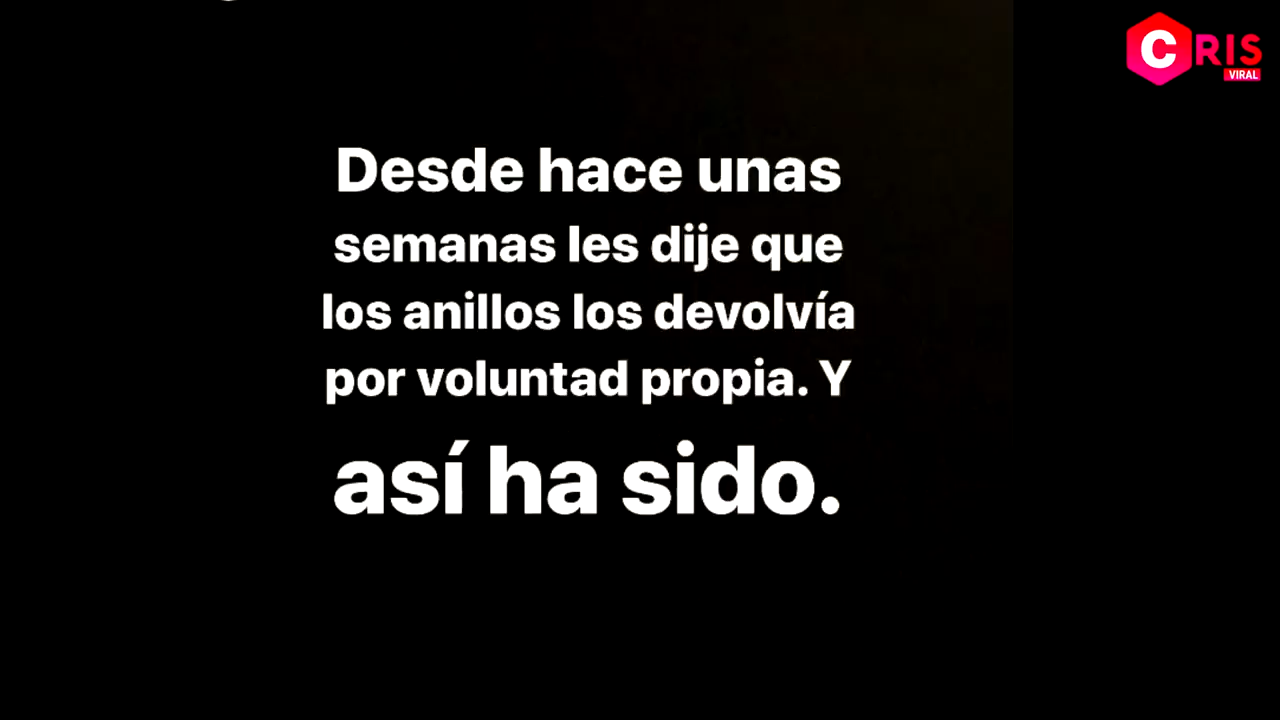 CRIS
VIRAL
Desde hace unas
semanas les dije que
los anillos los devolvía
por voluntad propia. Y
así ha sido.